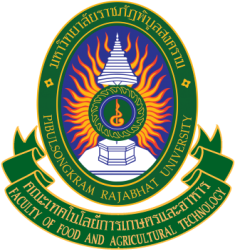 มหาวิทยาลัยราชภัฏพิบูลสงคราม
PIBULSONGKRAM RAJABHAT UNIVERSITY
คณะเทคโนโลยีการเกษตรและอาหาร
FACULTY OF FOOD AND AGRICULTURAL TECHNOLOGY